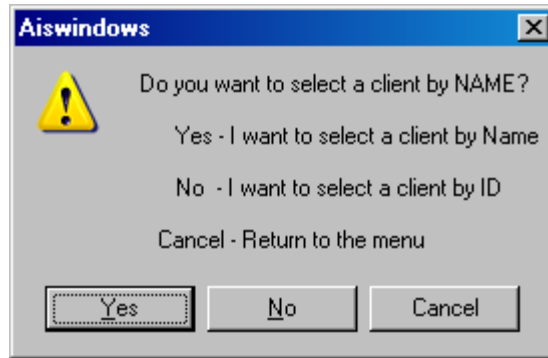 Aiswindows
Do you want to select a client by NAME?
Yes - I want to select a client by Name
No - I want to select a client by ID
Cancel - Return to the menu
Yes No Cancel